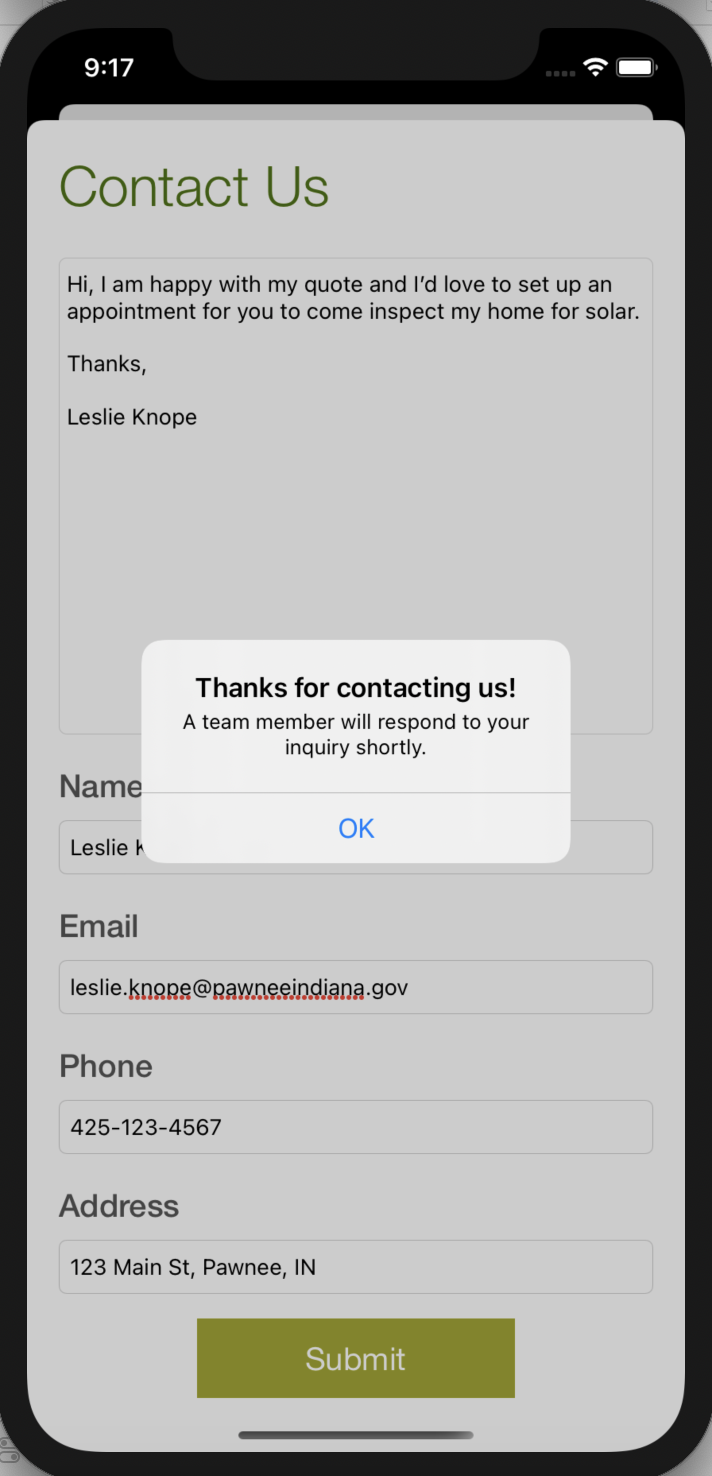 9:17
Contact Us
Hi, I am happy with my quote and I’d love to set up an
appointment for you to come inspect my home for solar.
Thanks,
Leslie Knope
Thanks for contacting us!
A team member will respond to your
inquiry shortly.
OK
Name
Leslie
Email
leslie.knope@pawneeindiana.gov
Phone
425-123-4567
Address
123 Main St, Pawnee, IN
Submit